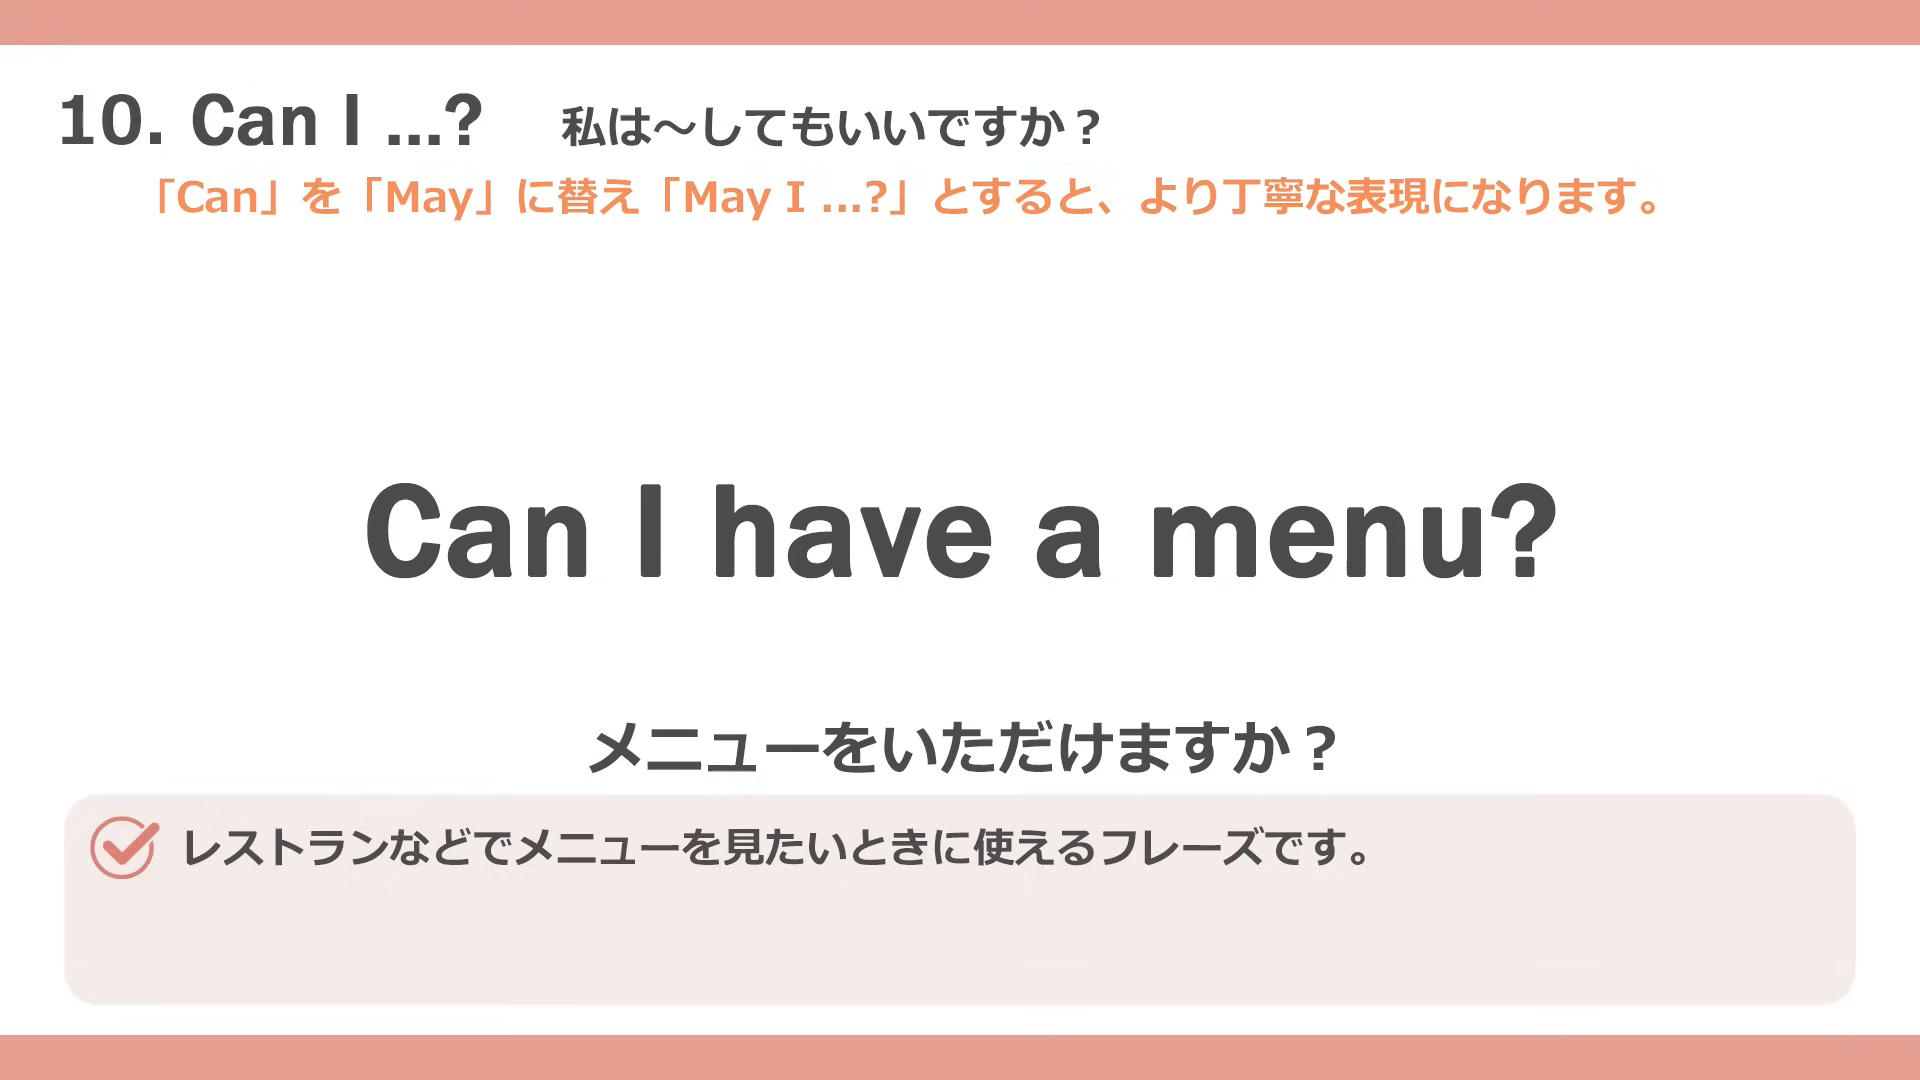 10. Can I ...? 私は～してもいいですか？
「Can」を「May」に替え「May I ...?」とすると、より丁寧な表現になります。
Can I have a menu?
メニューをいただけますか？
レストランなどでメニューを見たいときに使えるフレーズです。